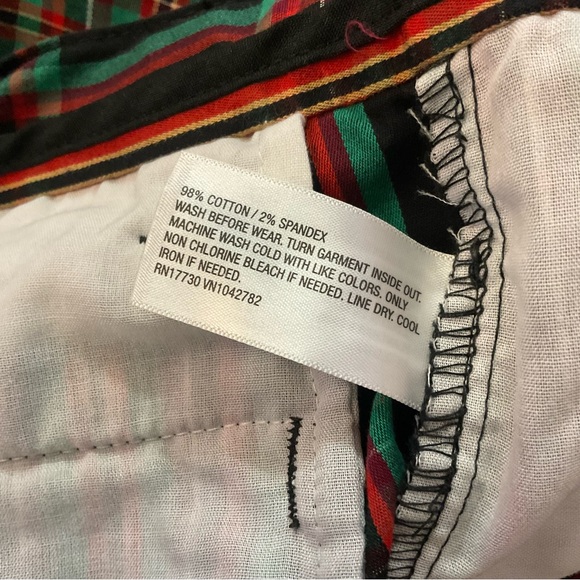 98% COTTON / 2% SPANDEX
WASH BEFORE WEAR. TURN GARMENT INSIDE OUT.
MACHINE WASH COLD WITH LIKE COLORS. ONLY
NON CHLORINE BLEACH IF NEEDED. LINE DRY. COOL
IRON IF NEEDED.
RN17730 VN1042782